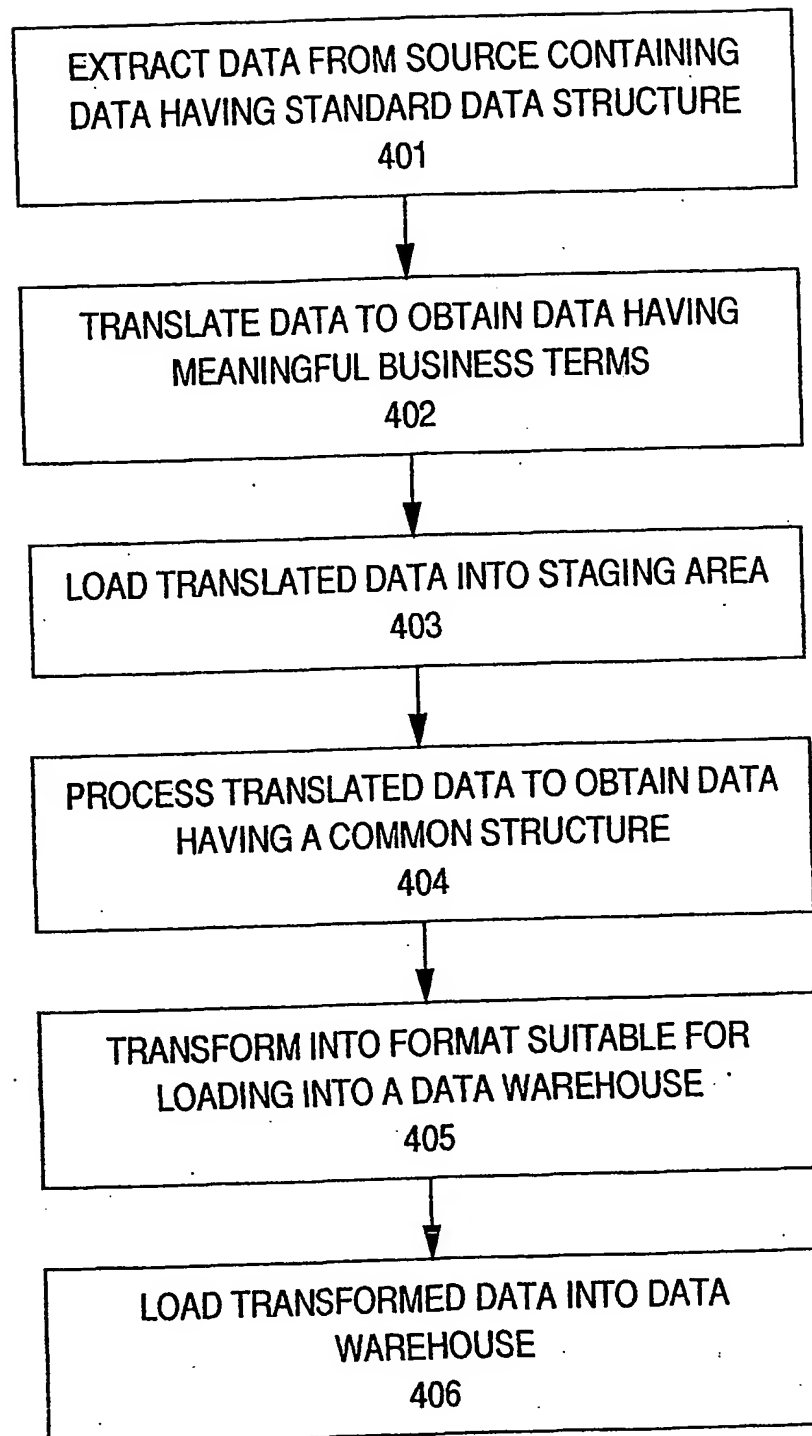 EXTRACT DATA FROM SOURCE CONTAINING
DATA HAVING STANDARD DATA STRUCTURE
401
TRANSLATE DATA TO OBTAIN DATA HAVING
MEANINGFUL BUSINESS TERMS
402
LOAD TRANSLATED DATA INTO STAGING AREA
403
PROCESS TRANSLATED DATA TO OBTAIN DATA
HAVING A COMMON STRUCTURE
404
TRANSFORM INTO FORMAT SUITABLE FOR
LOADING INTO A DATA WAREHOUSE
405
LOAD TRANSFORMED DATA INTO DATA
WAREHOUSE
406